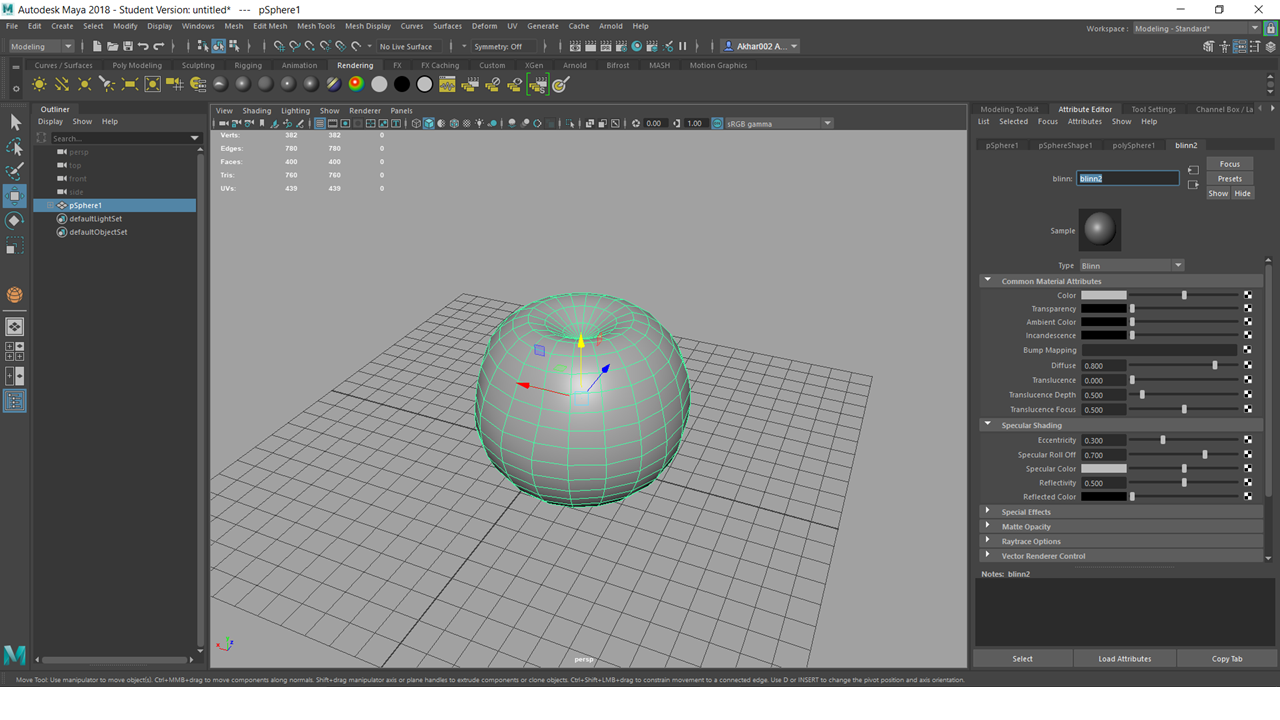 Autodesk Maya 2018 - Student Version: untitled* --- pSphere1
File Edit Create Select Modify Display Windows Mesh Edit Mesh Mesh Tools Mesh Display Curves Surfaces Deform UV Generate Cache Arnold Help
Workspace : Modeling - Standard*
Modeling No Live Surface Symmetry: Off Akhar002 A...
Curves / Surfaces Poly Modeling Sculpting Rigging Animation Rendering FX FX Caching Custom XGen Arnold Bifrost MASH Motion Graphics
Outliner
Display Show Help
Search...
persp
top
front
side
pSphere1
defaultLightSet
defaultObjectSet
View Shading Lighting Show Renderer Panels
0.00 1.00 sRGB gamma
Verts: 382 382 0
Edges: 780 780 0
Faces: 400 400 0
Tris: 760 760 0
UVs: 439 439 0
persp
Modeling Toolkit Attribute Editor Tool Settings Channel Box / La
List Selected Focus Attributes Show Help
pSphere1 pSphereShape1 polySphere1 blinn2
blinn: blinn2
Focus
Presets
Show Hide
Sample
Type Blinn
Common Material Attributes
Color
Transparency
Ambient Color
Incandescence
Bump Mapping
Diffuse 0.800
Translucence 0.000
Translucence Depth 0.500
Translucence Focus 0.500
Specular Shading
Eccentricity 0.300
Specular Roll Off 0.700
Specular Color
Reflectivity 0.500
Reflected Color
Special Effects
Matte Opacity
Raytrace Options
Vector Renderer Control
Notes: blinn2
Select Load Attributes Copy Tab
Move Tool: Use manipulator to move object(s). Ctrl+MMB+drag to move components along normals. Shift+drag manipulator axis or plane handles to extrude components or clone objects. Ctrl+Shift+LMB+drag to constrain movement to a connected edge. Use D or INSERT to change the pivot position and axis orientation.